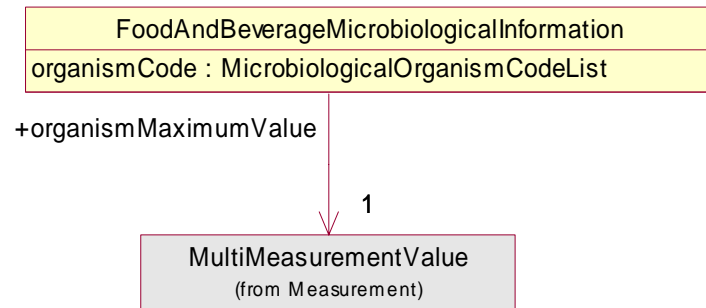 FoodAndBeverageMicrobiologicalInformation
organismCode : MicrobiologicalOrganismCodeList
+organismMaximumValue
1
MultiMeasurementValue
(from Measurement)